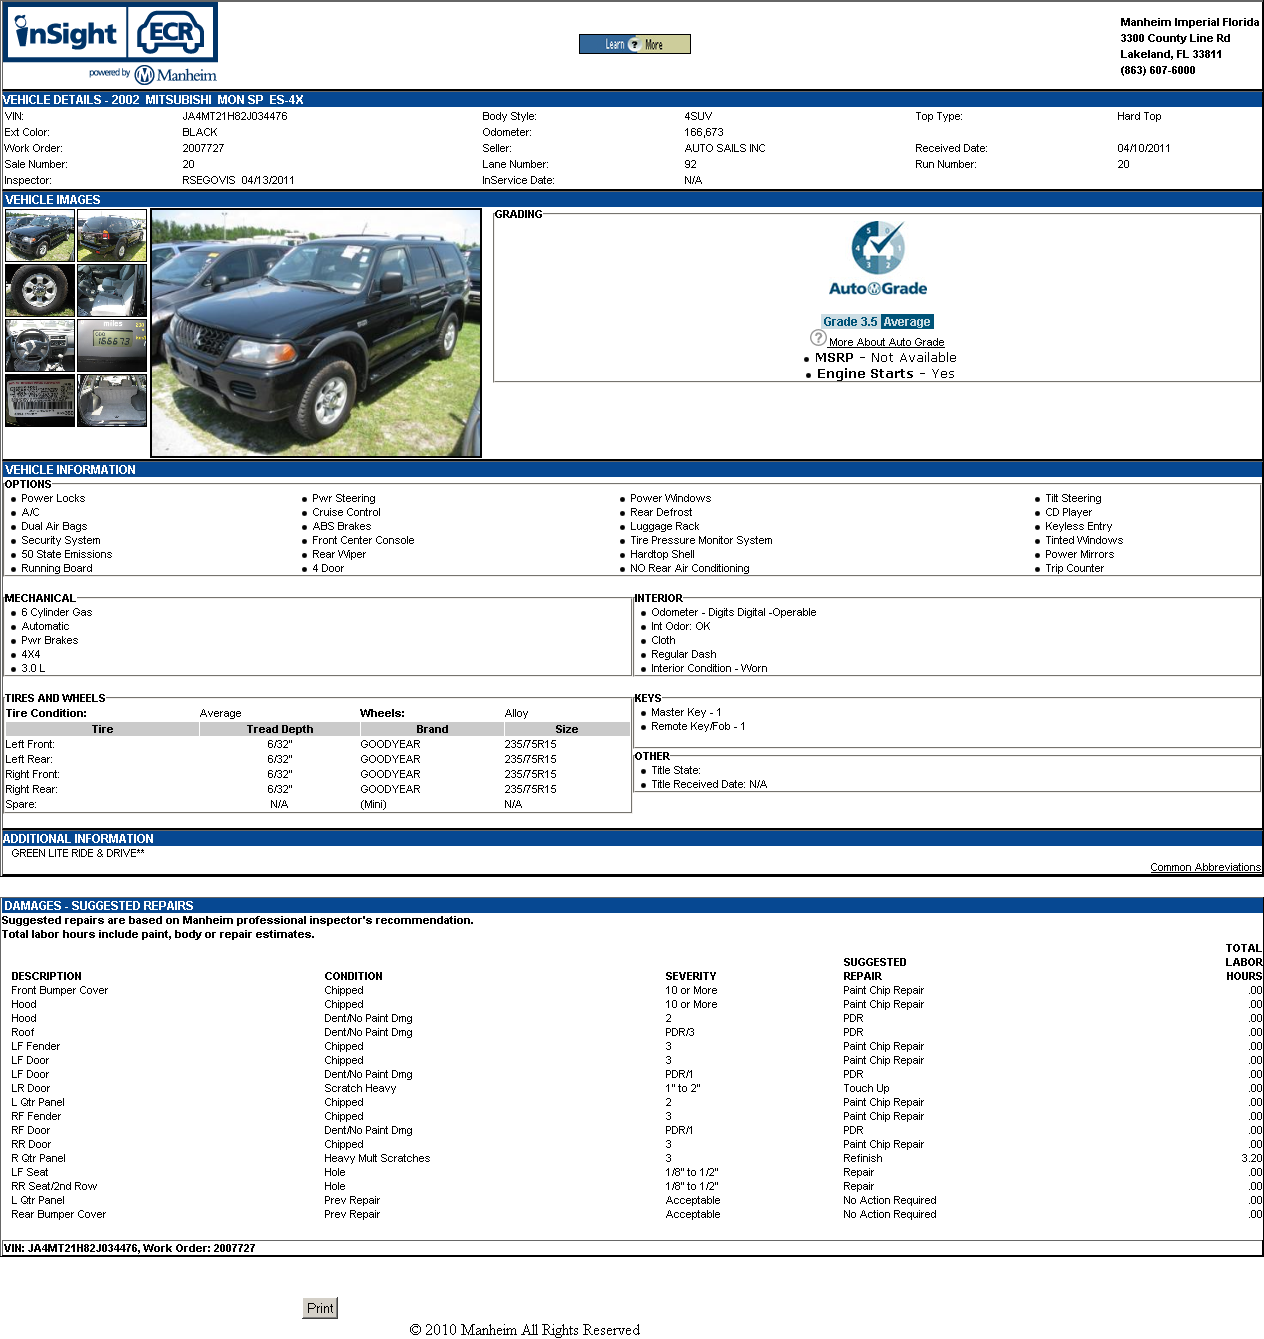 inSight ECR
powered by Manheim
Learn ? More
Manheim Imperial Florida
3300 County Line Rd
Lakeland, FL 33811
(863) 607-6000
VEHICLE DETAILS - 2002 MITSUBISHI MON SP ES-4X
VIN: JA4MT21H82J034476 Body Style: 4SUV Top Type: Hard Top
Ext Color: BLACK Odometer: 166,673
Work Order: 2007727 Seller: AUTO SAILS INC Received Date: 04/10/2011
Sale Number: 20 Lane Number: 92 Run Number: 20
Inspector: RSEGOVIS 04/13/2011 InService Date: N/A
VEHICLE IMAGES
miles
166673
GRADING
5 0 1 4 3 2
AutoGrade
Grade 3.5 Average
? More About Auto Grade
MSRP - Not Available
Engine Starts - Yes
VEHICLE INFORMATION
OPTIONS
Power Locks Pwr Steering Power Windows Tilt Steering
A/C Cruise Control Rear Defrost CD Player
Dual Air Bags ABS Brakes Luggage Rack Keyless Entry
Security System Front Center Console Tire Pressure Monitor System Tinted Windows
50 State Emissions Rear Wiper Hardtop Shell Power Mirrors
Running Board 4 Door NO Rear Air Conditioning Trip Counter
MECHANICAL
6 Cylinder Gas
Automatic
Pwr Brakes
4X4
3.0 L
INTERIOR
Odometer - Digits Digital -Operable
Int Odor: OK
Cloth
Regular Dash
Interior Condition - Worn
TIRES AND WHEELS
Tire Condition: Average Wheels: Alloy
Tire Tread Depth Brand Size
Left Front: 6/32" GOODYEAR 235/75R15
Left Rear: 6/32" GOODYEAR 235/75R15
Right Front: 6/32" GOODYEAR 235/75R15
Right Rear: 6/32" GOODYEAR 235/75R15
Spare: N/A (Mini) N/A
KEYS
Master Key - 1
Remote Key/Fob - 1
OTHER
Title State:
Title Received Date: N/A
ADDITIONAL INFORMATION
GREEN LITE RIDE & DRIVE**
Common Abbreviations
DAMAGES - SUGGESTED REPAIRS
Suggested repairs are based on Manheim professional inspector's recommendation.
Total labor hours include paint, body or repair estimates.
DESCRIPTION CONDITION SEVERITY SUGGESTED REPAIR TOTAL LABOR HOURS
Front Bumper Cover Chipped 10 or More Paint Chip Repair .00
Hood Chipped 10 or More Paint Chip Repair .00
Hood Dent/No Paint Dmg 2 PDR .00
Roof Dent/No Paint Dmg PDR/3 PDR .00
LF Fender Chipped 3 Paint Chip Repair .00
LF Door Chipped 3 Paint Chip Repair .00
LF Door Dent/No Paint Dmg PDR/1 PDR .00
LR Door Scratch Heavy 1" to 2" Touch Up .00
L Qtr Panel Chipped 2 Paint Chip Repair .00
RF Fender Chipped 3 Paint Chip Repair .00
RF Door Dent/No Paint Dmg PDR/1 PDR .00
RR Door Chipped 3 Paint Chip Repair .00
R Qtr Panel Heavy Mult Scratches 3 Refinish 3.20
LF Seat Hole 1/8" to 1/2" Repair .00
RR Seat/2nd Row Hole 1/8" to 1/2" Repair .00
L Qtr Panel Prev Repair Acceptable No Action Required .00
Rear Bumper Cover Prev Repair Acceptable No Action Required .00
VIN: JA4MT21H82J034476, Work Order: 2007727
Print
© 2010 Manheim All Rights Reserved